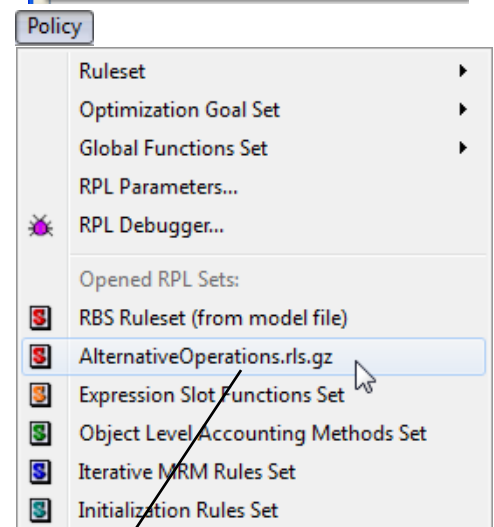 Policy
Ruleset
Optimization Goal Set
Global Functions Set
RPL Parameters...
RPL Debugger...
Opened RPL Sets:
S RBS Ruleset (from model file)
S AlternativeOperations.rls.gz
S Expression Slot Functions Set
S Object Level Accounting Methods Set
S Iterative MRM Rules Set
S Initialization Rules Set